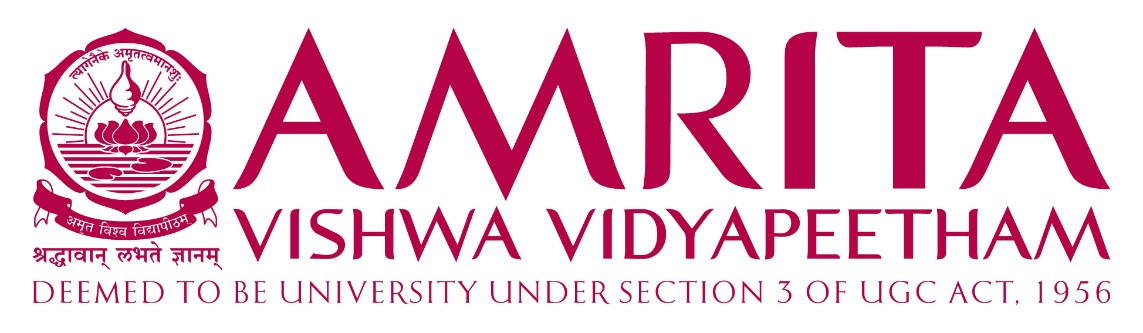 त्यागेनैके अमृतत्वमानशुः
अमृत विश्व विद्यापीठम्
श्रद्धावान् लभते ज्ञानम्
AMRITA
VISHWA VIDYAPEETHAM
DEEMED TO BE UNIVERSITY UNDER SECTION 3 OF UGC ACT, 1956